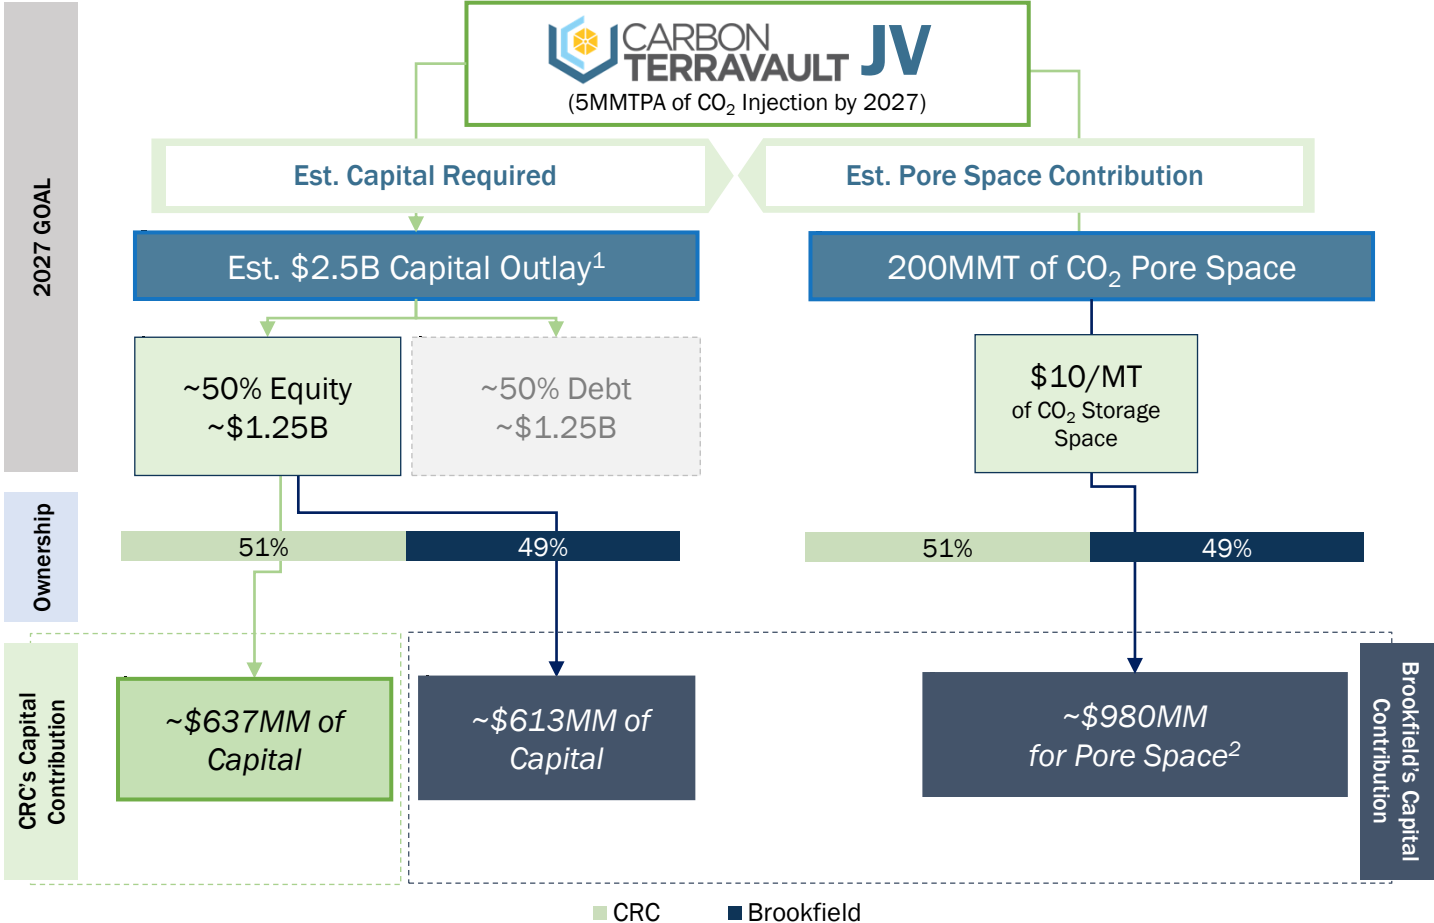 CARBON
TERRAVAULT JV
(5MMTPA of CO₂ Injection by 2027)
2027 GOAL
Est. Capital Required
Est. Pore Space Contribution
Est. $2.5B Capital Outlay¹
200MMT of CO₂ Pore Space
~50% Equity
~$1.25B
~50% Debt
~$1.25B
$10/MT
of CO₂ Storage
Space
Ownership
51%
49%
51%
49%
CRC's Capital
Contribution
~$637MM of
Capital
~$613MM of
Capital
~$980MM
for Pore Space²
Brookfield's Capital
Contribution
CRC
Brookfield